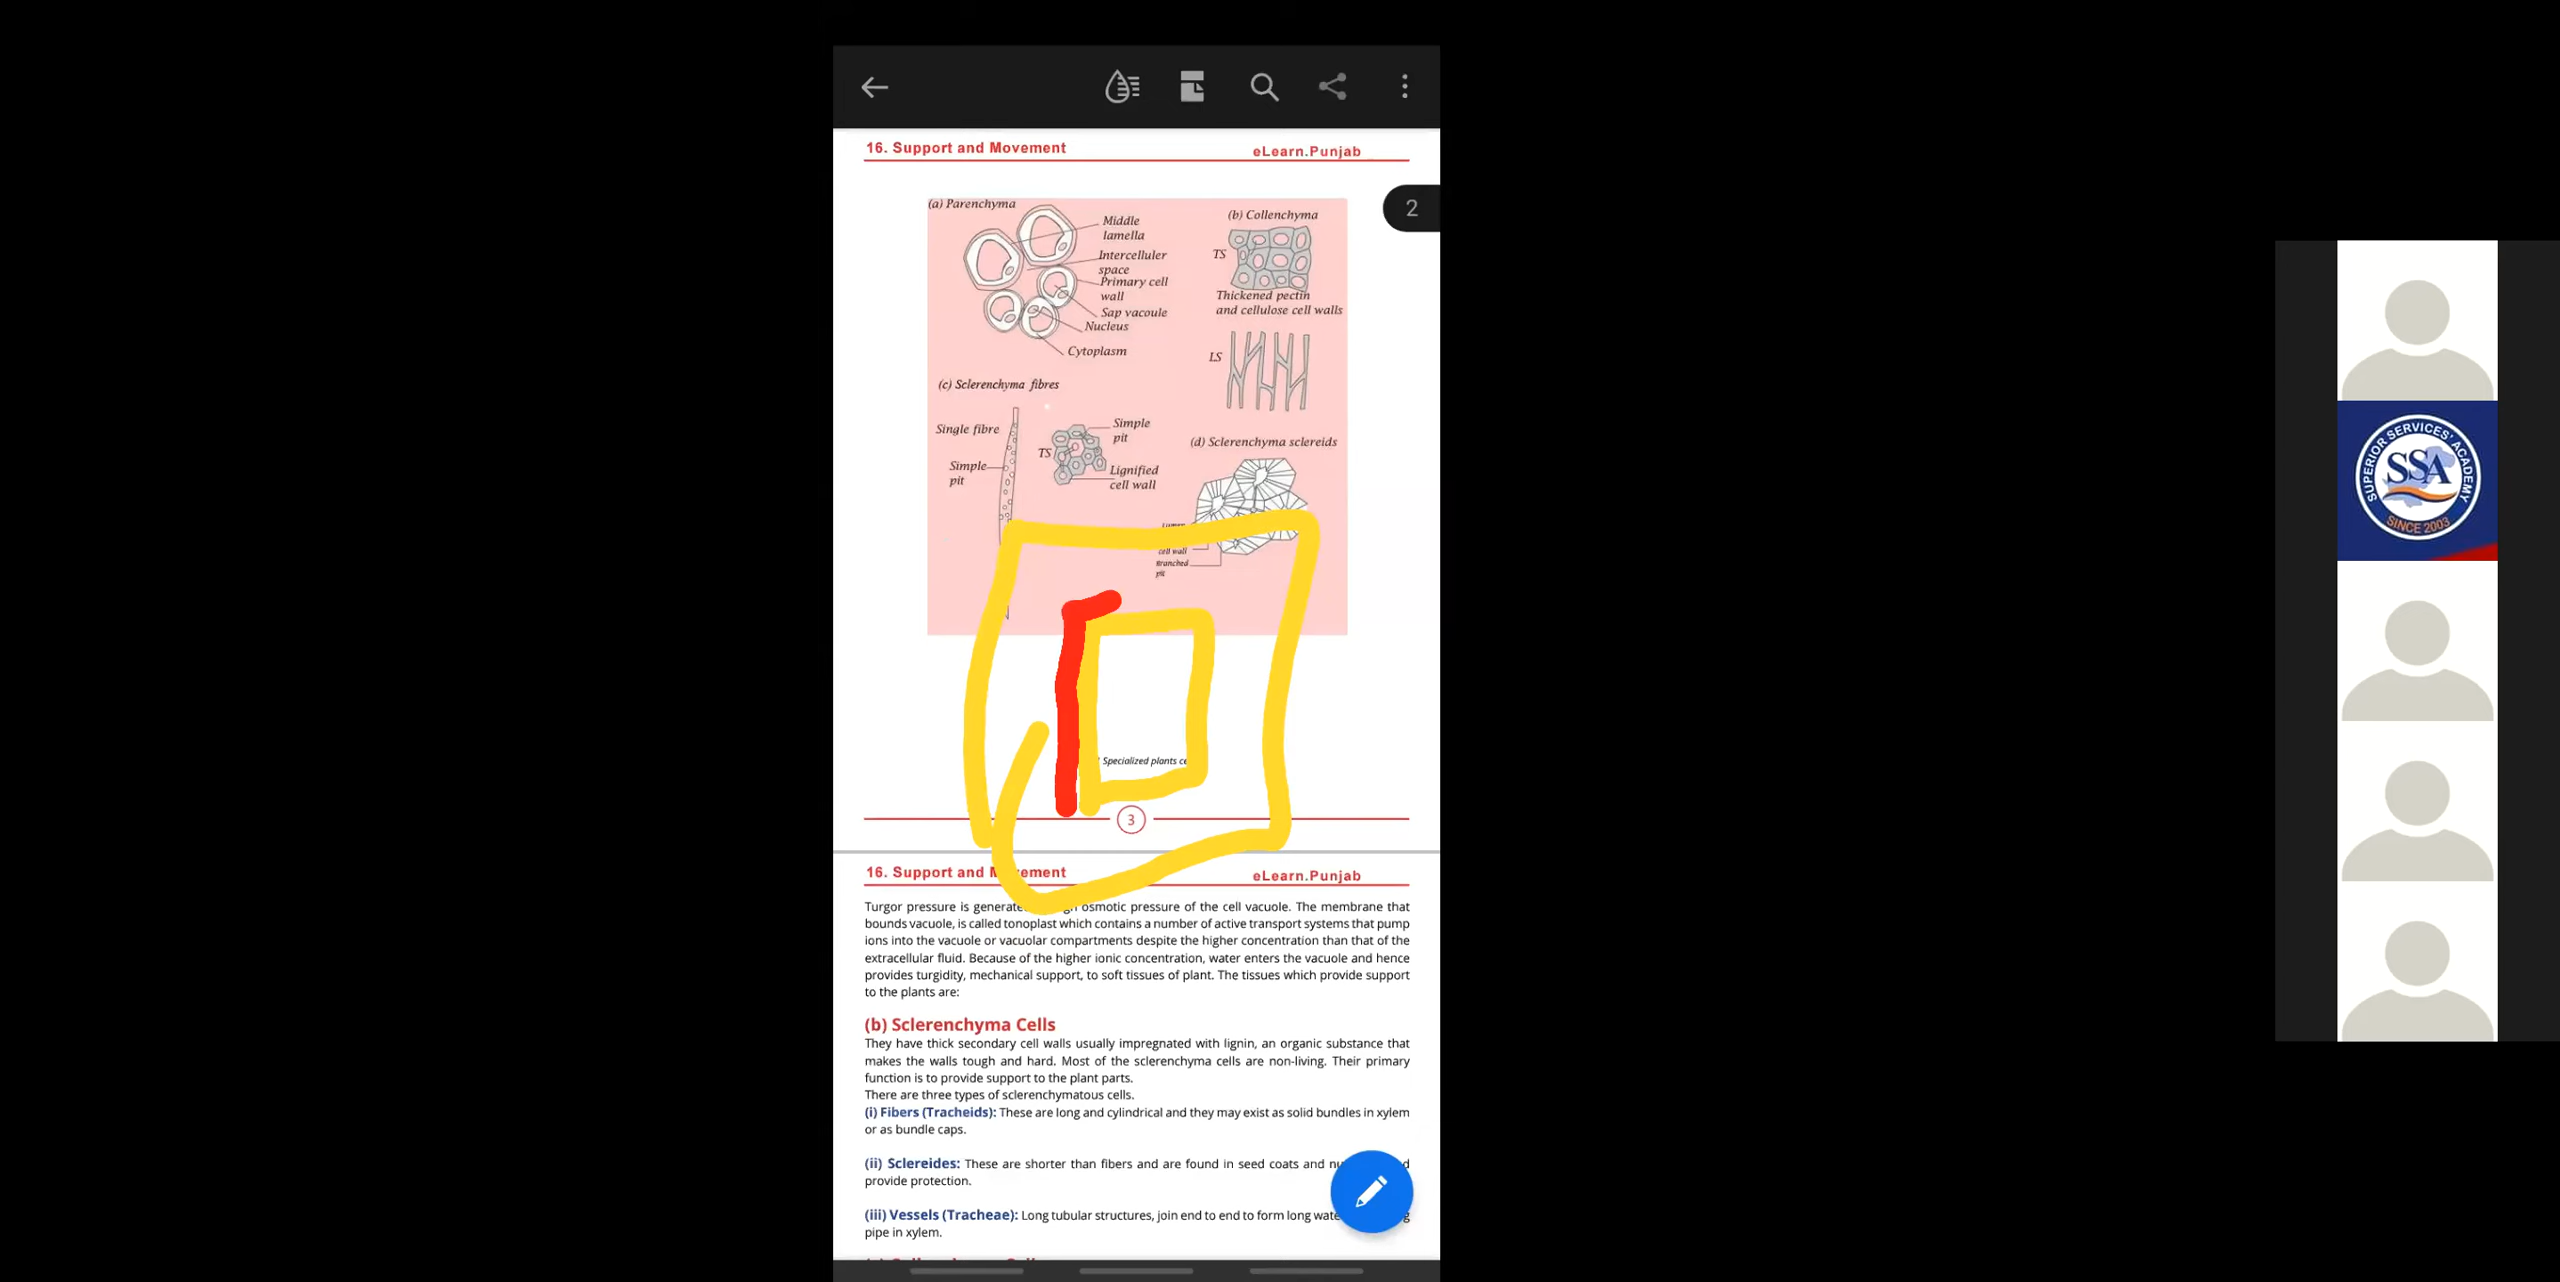 16. Support and Movement
eLearn.Punjab
2
(a) Parenchyma
Middle
lamella
Intercelluler
space
Primary cell
wall
Sap vacoule
Nucleus
Cytoplasm
(b) Collenchyma
TS
Thickened pectin
and cellulose cell walls
LS
(c) Sclerenchyma fibres
Single fibre
Simple
pit
TS
Simple
pit
Lignified
cell wall
(d) Sclerenchyma sclereids
cell wall
Branched
pit
Specialized plants
3
16. Support and
eLearn.Punjab
Turgor pressure is osmotic pressure of the cell vacuole. The membrane that
bounds vacuole, is called tonoplast which contains a number of active transport systems that pump
ions into the vacuole or vacuolar compartments despite the higher concentration than that of the
extracellular fluid. Because of the higher ionic concentration, water enters the vacuole and hence
provides turgidity, mechanical support, to soft tissues of plant. The tissues which provide support
to the plants are:
(b) Sclerenchyma Cells
They have thick secondary cell walls usually impregnated with lignin, an organic substance that
makes the walls tough and hard. Most of the sclerenchyma cells are non-living. Their primary
function is to provide support to the plant parts.
There are three types of sclerenchymatous cells.
(i) Fibers (Tracheids): These are long and cylindrical and they may exist as solid bundles in xylem
or as bundle caps.
(ii) Sclereides: These are shorter than fibers and are found in seed coats and
provide protection.
(iii) Vessels (Tracheae): Long tubular structures, join end to end to form long
pipe in xylem.
SUPERIOR SERVICES' ACADEMY
SSA
SINCE 2003